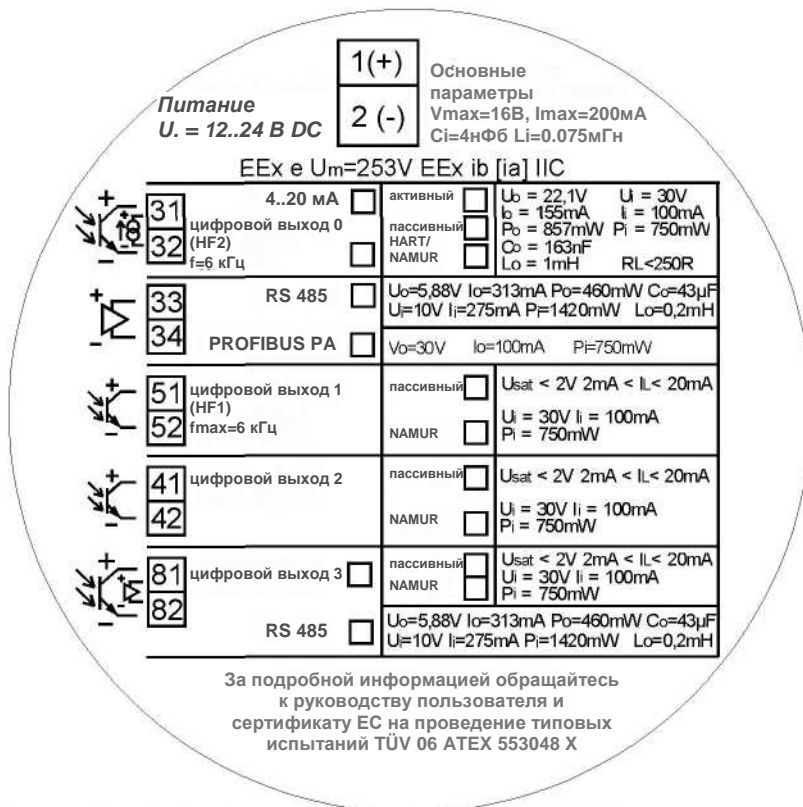 1(+)
2 (-)
Питание
U. = 12..24 В DC
Основные
параметры
Vmax=16В, Imax=200мА
Ci=4нФб Li=0.075мГн
EEx e Um=253V EEx ib [ia] IIC
31
32
4..20 мА
цифровой выход 0
(HF2)
f=6 кГц
активный
пассивный
HART/
NAMUR
Uo = 22,1V Ui = 30V
Io = 155mA Ii = 100mA
Po = 857mW Pi = 750mW
Co = 163nF
Lo = 1mH RL<250R
33
34
RS 485
PROFIBUS PA
Uo=5,88V Io=313mA Po=460mW Co=43µF
Ui=10V Ii=275mA Pi=1420mW Lo=0,2mH
Vo=30V Io=100mA Pi=750mW
51
52
цифровой выход 1
(HF1)
fmax=6 кГц
пассивный
NAMUR
Usat < 2V 2mA < IL< 20mA
Ui = 30V Ii = 100mA
Pi = 750mW
41
42
цифровой выход 2
пассивный
NAMUR
Usat < 2V 2mA < IL< 20mA
Ui = 30V Ii = 100mA
Pi = 750mW
81
82
цифровой выход 3
RS 485
пассивный
NAMUR
Usat < 2V 2mA < IL< 20mA
Ui = 30V Ii = 100mA
Pi = 750mW
Uo=5,88V Io=313mA Po=460mW Co=43µF
Ui=10V Ii=275mA Pi=1420mW Lo=0,2mH
За подробной информацией обращайтесь
к руководству пользователя и
сертификату ЕС на проведение типовых
испытаний TÜV 06 ATEX 553048 X